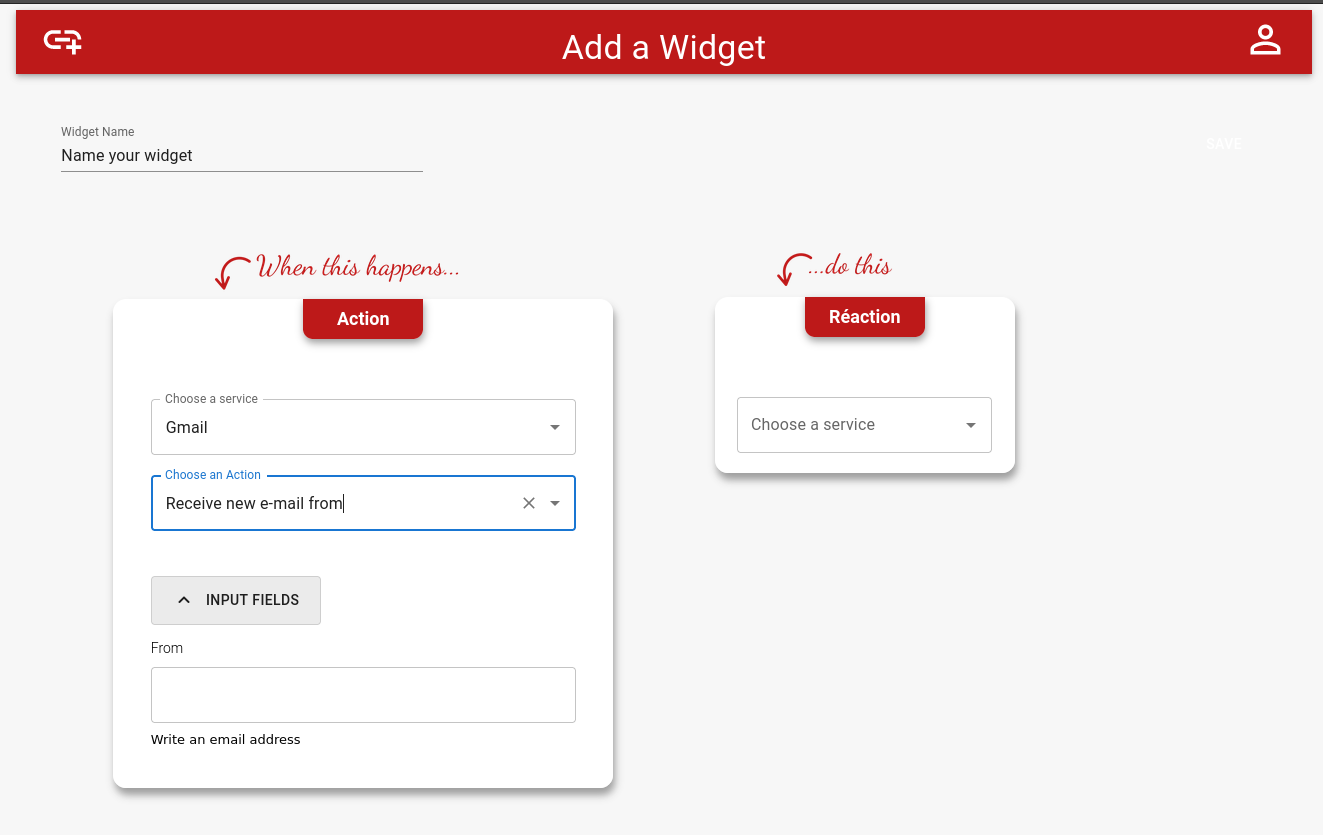 Add a Widget
Widget Name
Name your widget
SAVE
When this happens...
...do this
Action
Réaction
Choose a service
Gmail
Choose a service
Choose an Action
Receive new e-mail from
INPUT FIELDS
From
Write an email address